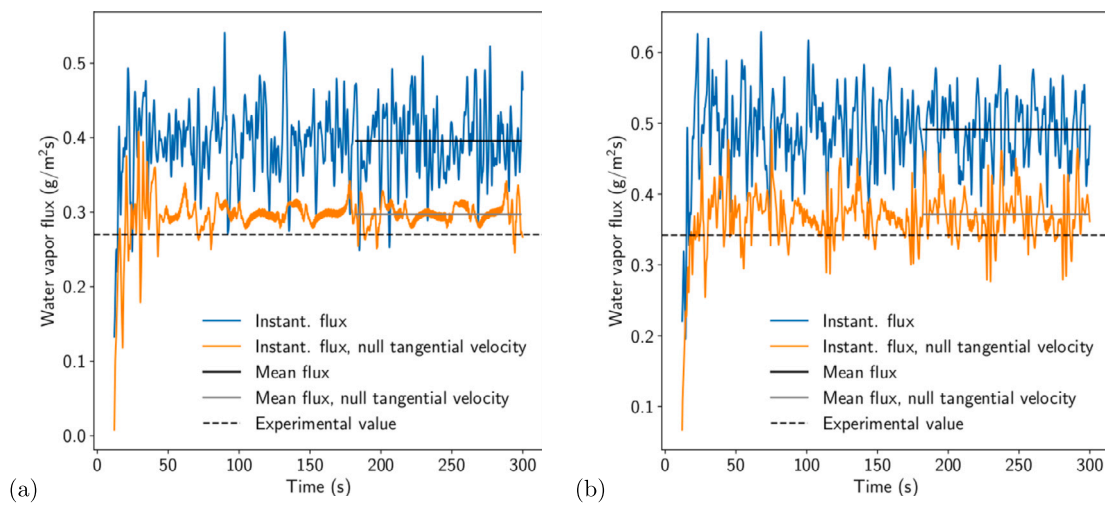 Water vapor flux (g/m²s)
0.5
0.4
0.3
0.2
0.1
0.0
Instant. flux
Instant. flux, null tangential velocity
Mean flux
Mean flux, null tangential velocity
Experimental value
0 50 100 150 200 250 300
Time (s)
(a)
Water vapor flux (g/m²s)
0.6
0.5
0.4
0.3
0.2
0.1
Instant. flux
Instant. flux, null tangential velocity
Mean flux
Mean flux, null tangential velocity
Experimental value
0 50 100 150 200 250 300
Time (s)
(b)